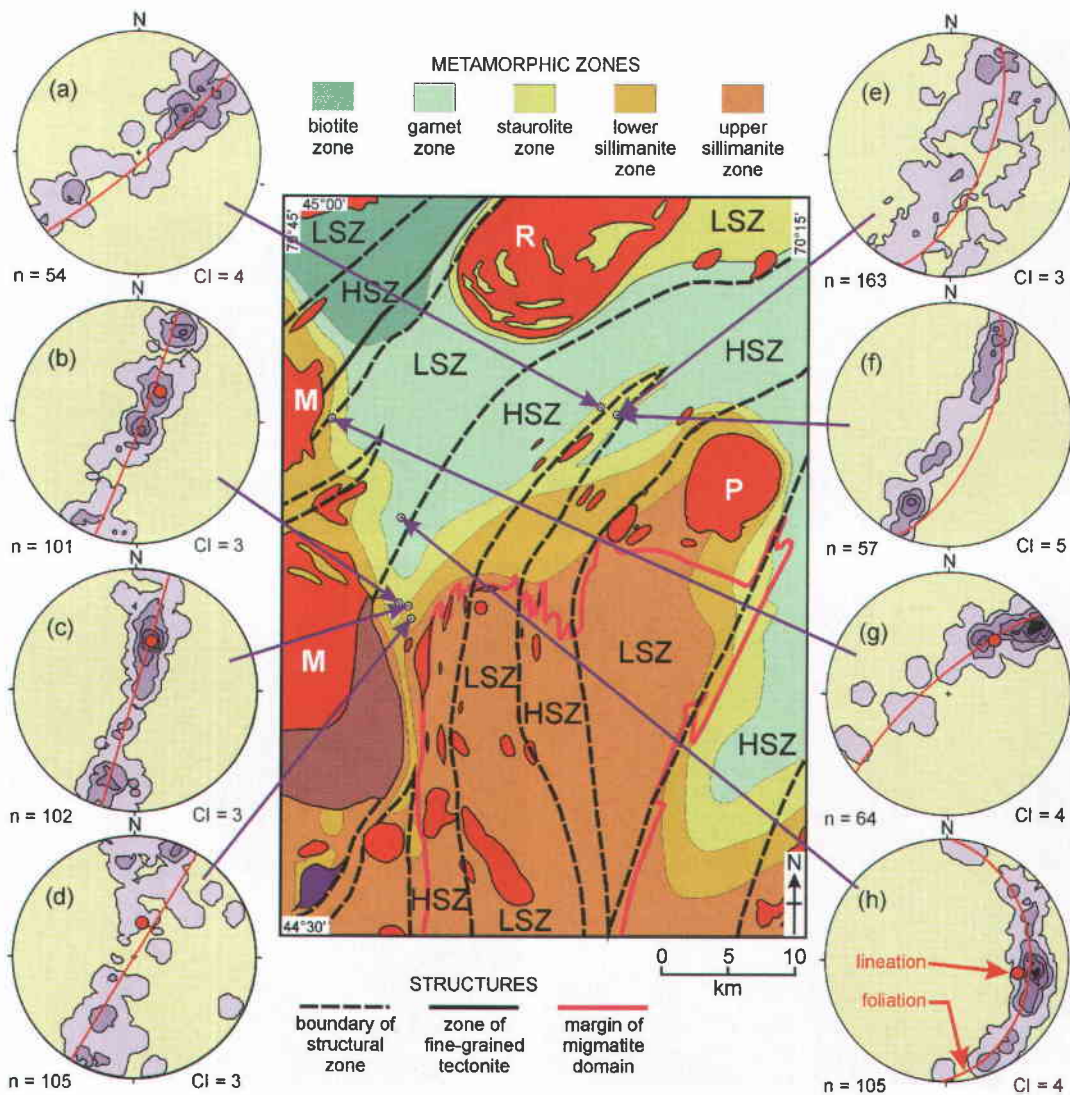 N
(a)
n = 54
CI = 4
N
(b)
n = 101
CI = 3
N
(c)
n = 102
CI = 3
N
(d)
n = 105
CI = 3
METAMORPHIC ZONES
biotite
zone
garnet
zone
staurolite
zone
lower
sillimanite
zone
upper
sillimanite
zone
70°45'
45°00'
70°15'
LSZ
R
LSZ
HSZ
LSZ
HSZ
M
HSZ
P
M
LSZ
LSZ
HSZ
HSZ
HSZ
LSZ
N
44°30'
0
5
10
km
STRUCTURES
boundary of
structural
zone
zone of
fine-grained
tectonite
margin of
migmatite
domain
N
(e)
n = 163
CI = 3
N
(f)
n = 57
CI = 5
N
(g)
n = 64
CI = 4
N
(h)
lineation
foliation
n = 105
CI = 4